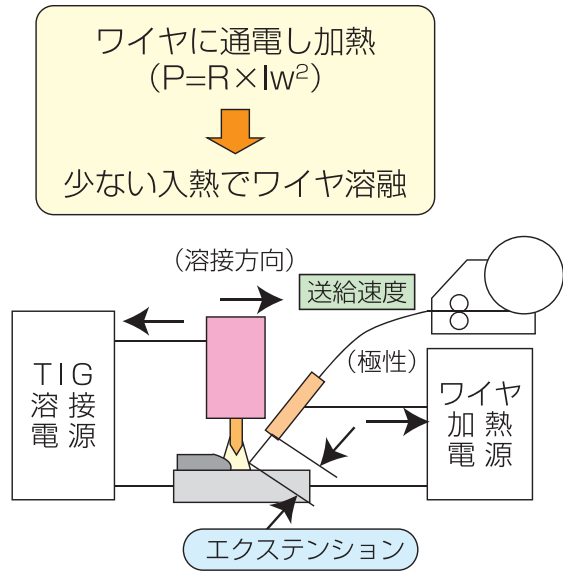 ワイヤに通電し加熱
(P=R×Iw²)
少ない入熱でワイヤ溶融
(溶接方向)
送給速度
(極性)
TIG
溶接
電源
ワイヤ
加熱
電源
エクステンション